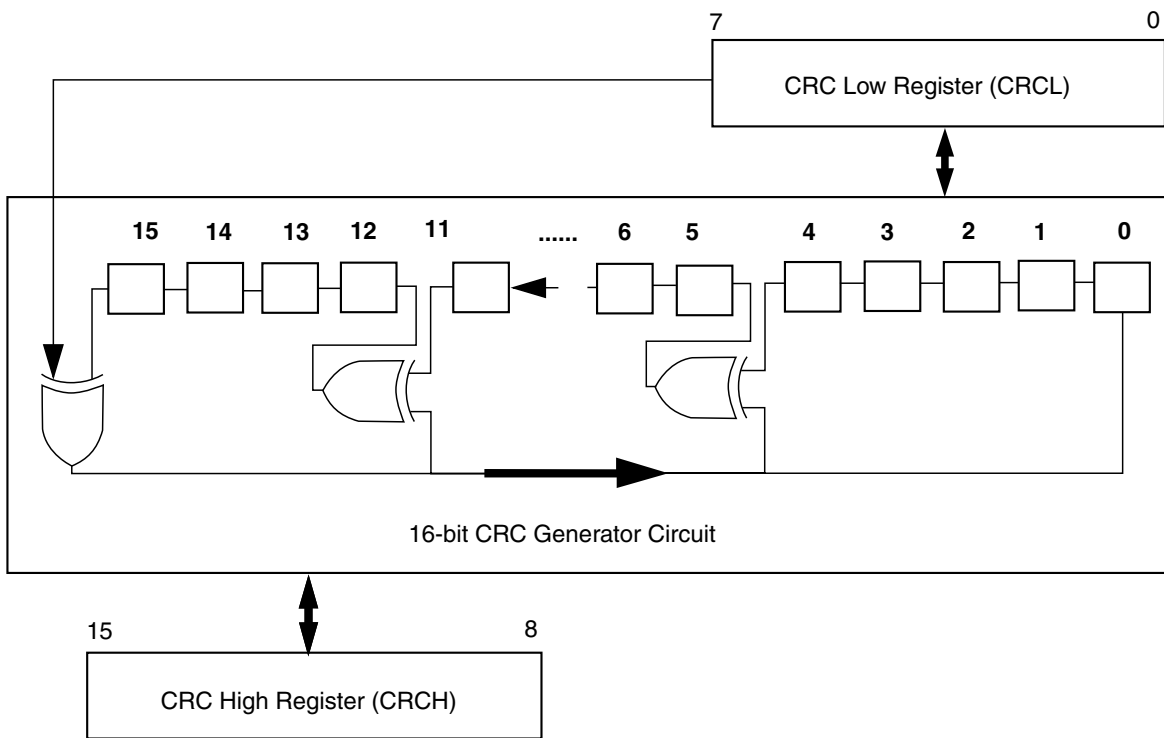 7 0
CRC Low Register (CRCL)
15 14 13 12 11 ...... 6 5 4 3 2 1 0
16-bit CRC Generator Circuit
15 8
CRC High Register (CRCH)